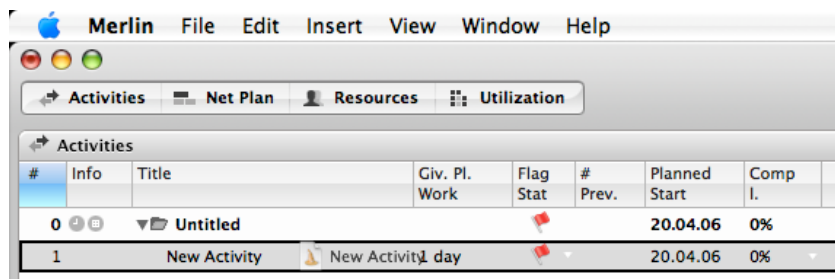 Merlin File Edit Insert View Window Help
Activities Net Plan Resources Utilization
Activities
# Info Title Giv. Pl. Work Flag Stat # Prev. Planned Start Comp l.
0 Untitled 20.04.06 0%
1 New Activity New Activity 1 day 20.04.06 0%